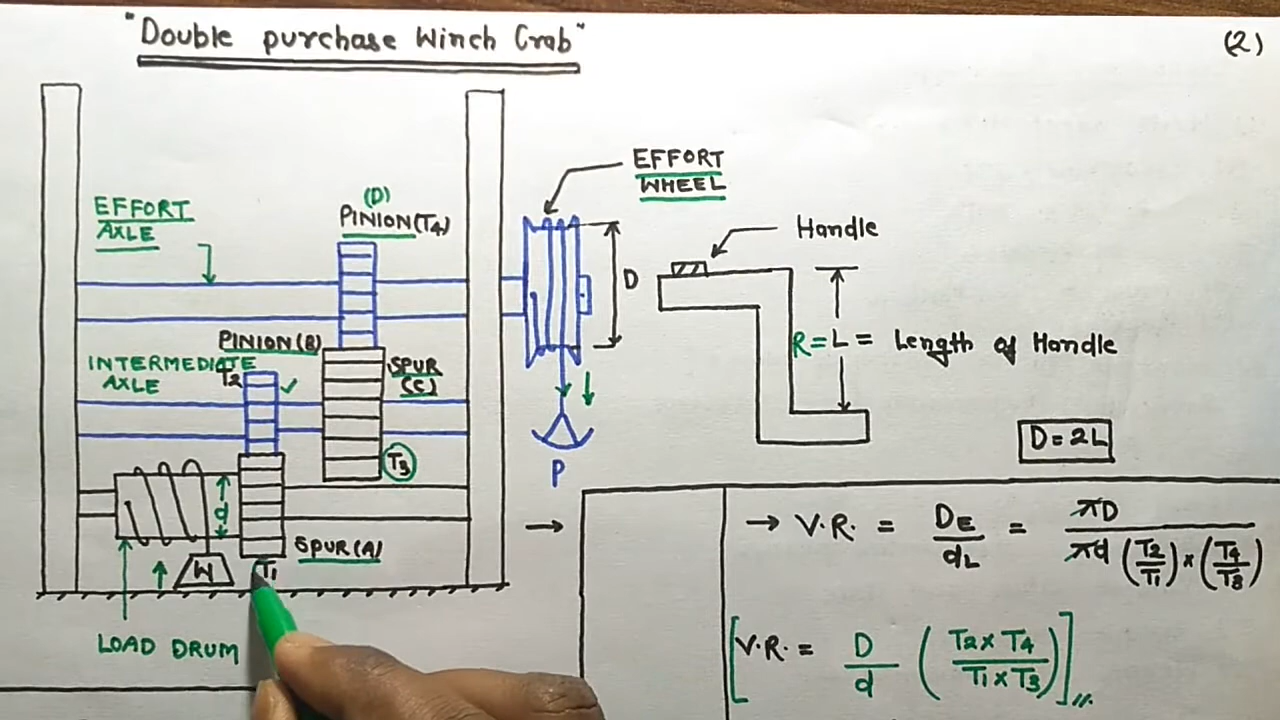 "Double purchase Winch Crab"
(2)
EFFORT
WHEEL
EFFORT
AXLE
(D)
PINION(T4)
Handle
D
R=L= Length of Handle
PINION(B)
INTERMEDIATE
AXLE
T2
SPUR
(C)
T3
D=2L
P
d
W
SPUR(A)
T1
LOAD DRUM
→ V.R. = DE/dL = πD/πd (T2/T1)×(T4/T3)
[V.R. = D/d (T2×T4/T1×T3)]